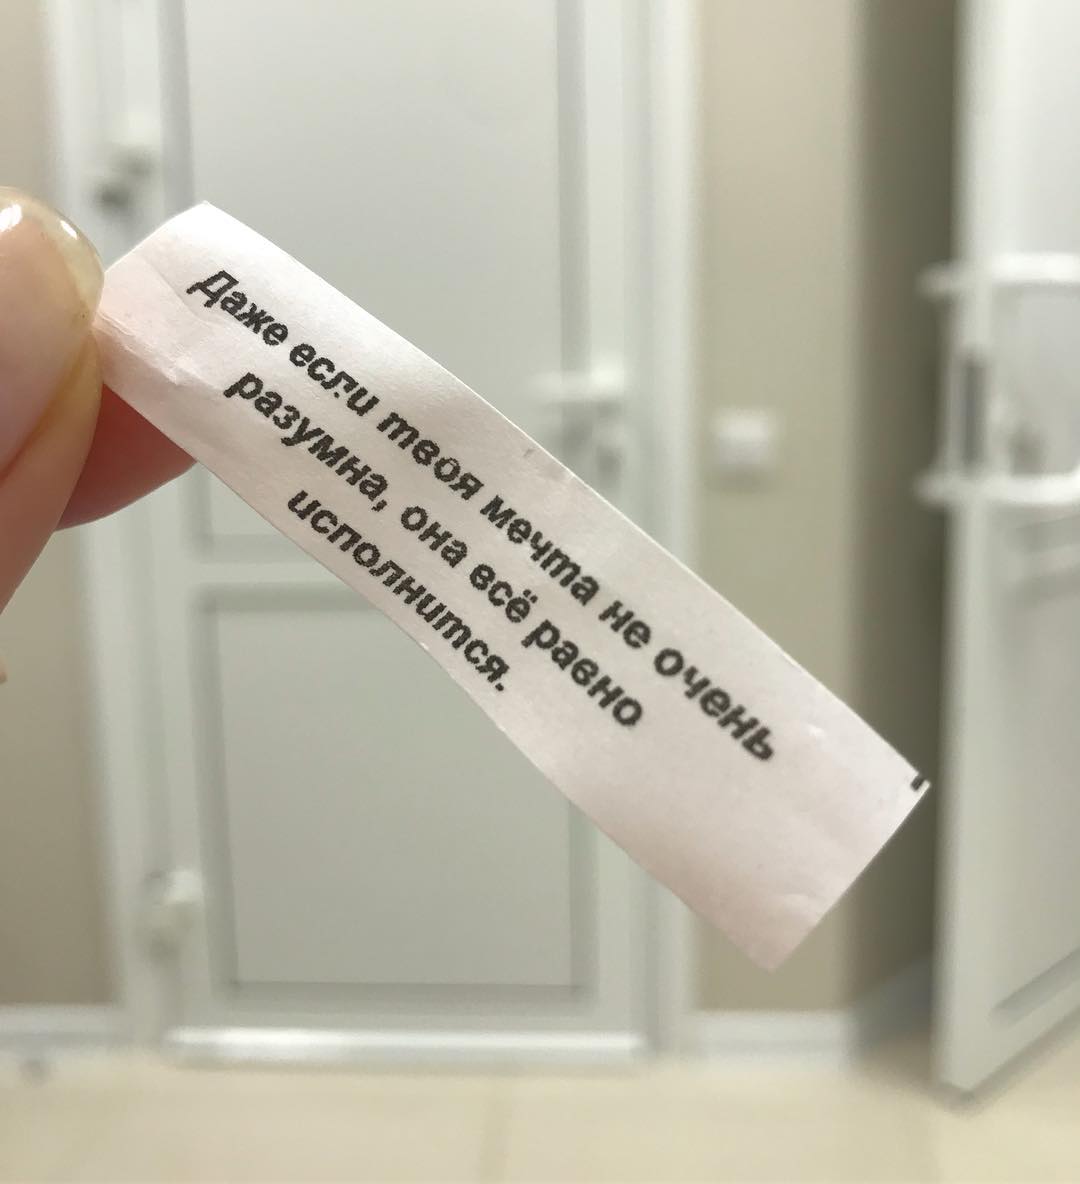 Даже если твоя мечта не очень
разумна, она всё равно
исполнится.